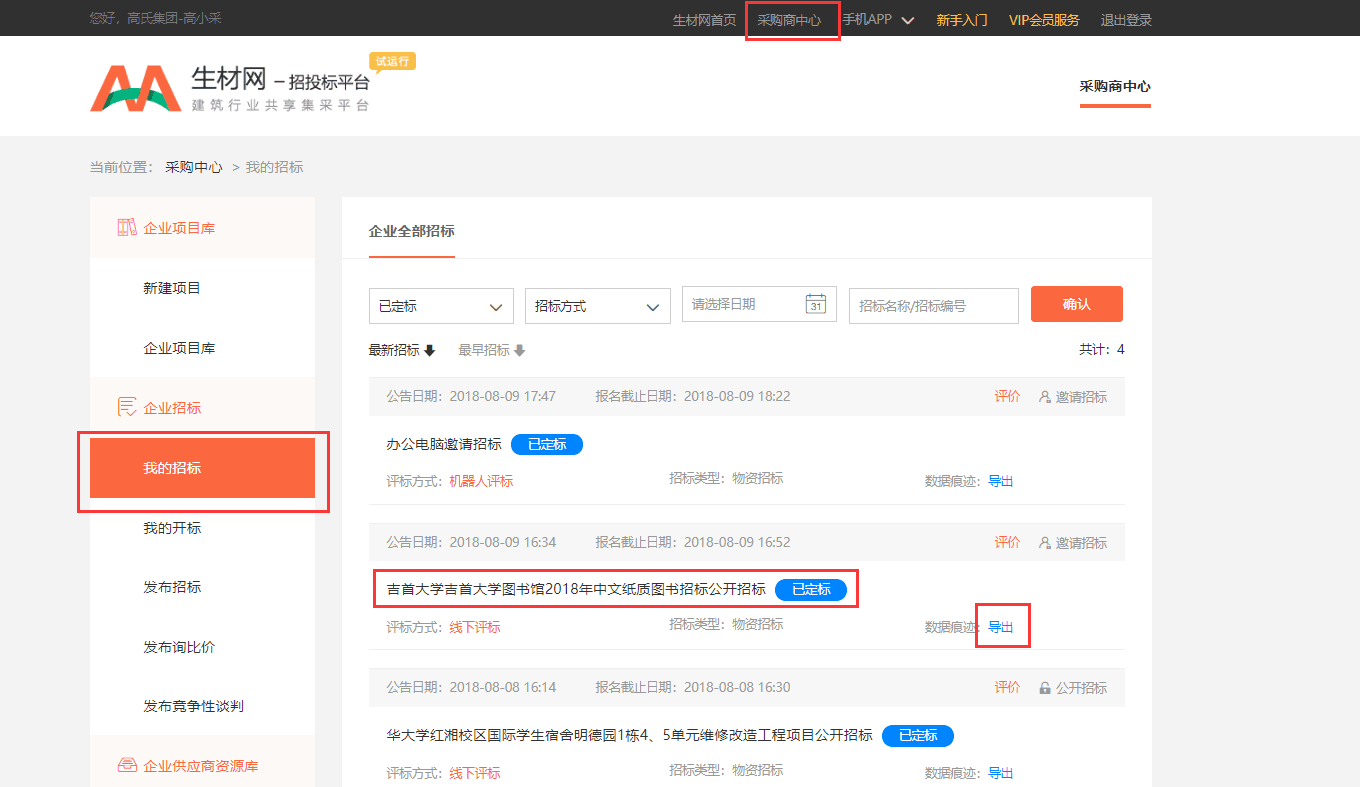 您好，高氏集团-高小采
生材网首页 采购商中心 手机APP 新手入门 VIP会员服务 退出登录
试运行
生材网 – 招投标平台
建筑行业共享集采平台
采购商中心
当前位置： 采购中心 > 我的招标
企业项目库
新建项目
企业项目库
企业招标
我的招标
我的开标
发布招标
发布询比价
发布竞争性谈判
企业供应商资源库
企业全部招标
已定标 招标方式 请选择日期 31 招标名称/招标编号 确认
最新招标 最早招标 共计：4
公告日期：2018-08-09 17:47 报名截止日期：2018-08-09 18:22 评价 邀请招标
办公电脑邀请招标 已定标
评标方式：机器人评标 招标类型：物资招标 数据痕迹：导出
公告日期：2018-08-09 16:34 报名截止日期：2018-08-09 16:52 评价 邀请招标
吉首大学吉首大学图书馆2018年中文纸质图书招标公开招标 已定标
评标方式：线下评标 招标类型：物资招标 数据痕迹：导出
公告日期：2018-08-08 16:14 报名截止日期：2018-08-08 16:30 评价 公开招标
华大学红湘校区国际学生宿舍明德园1栋4、5单元维修改造工程项目公开招标 已定标
评标方式：线下评标 招标类型：物资招标 数据痕迹：导出